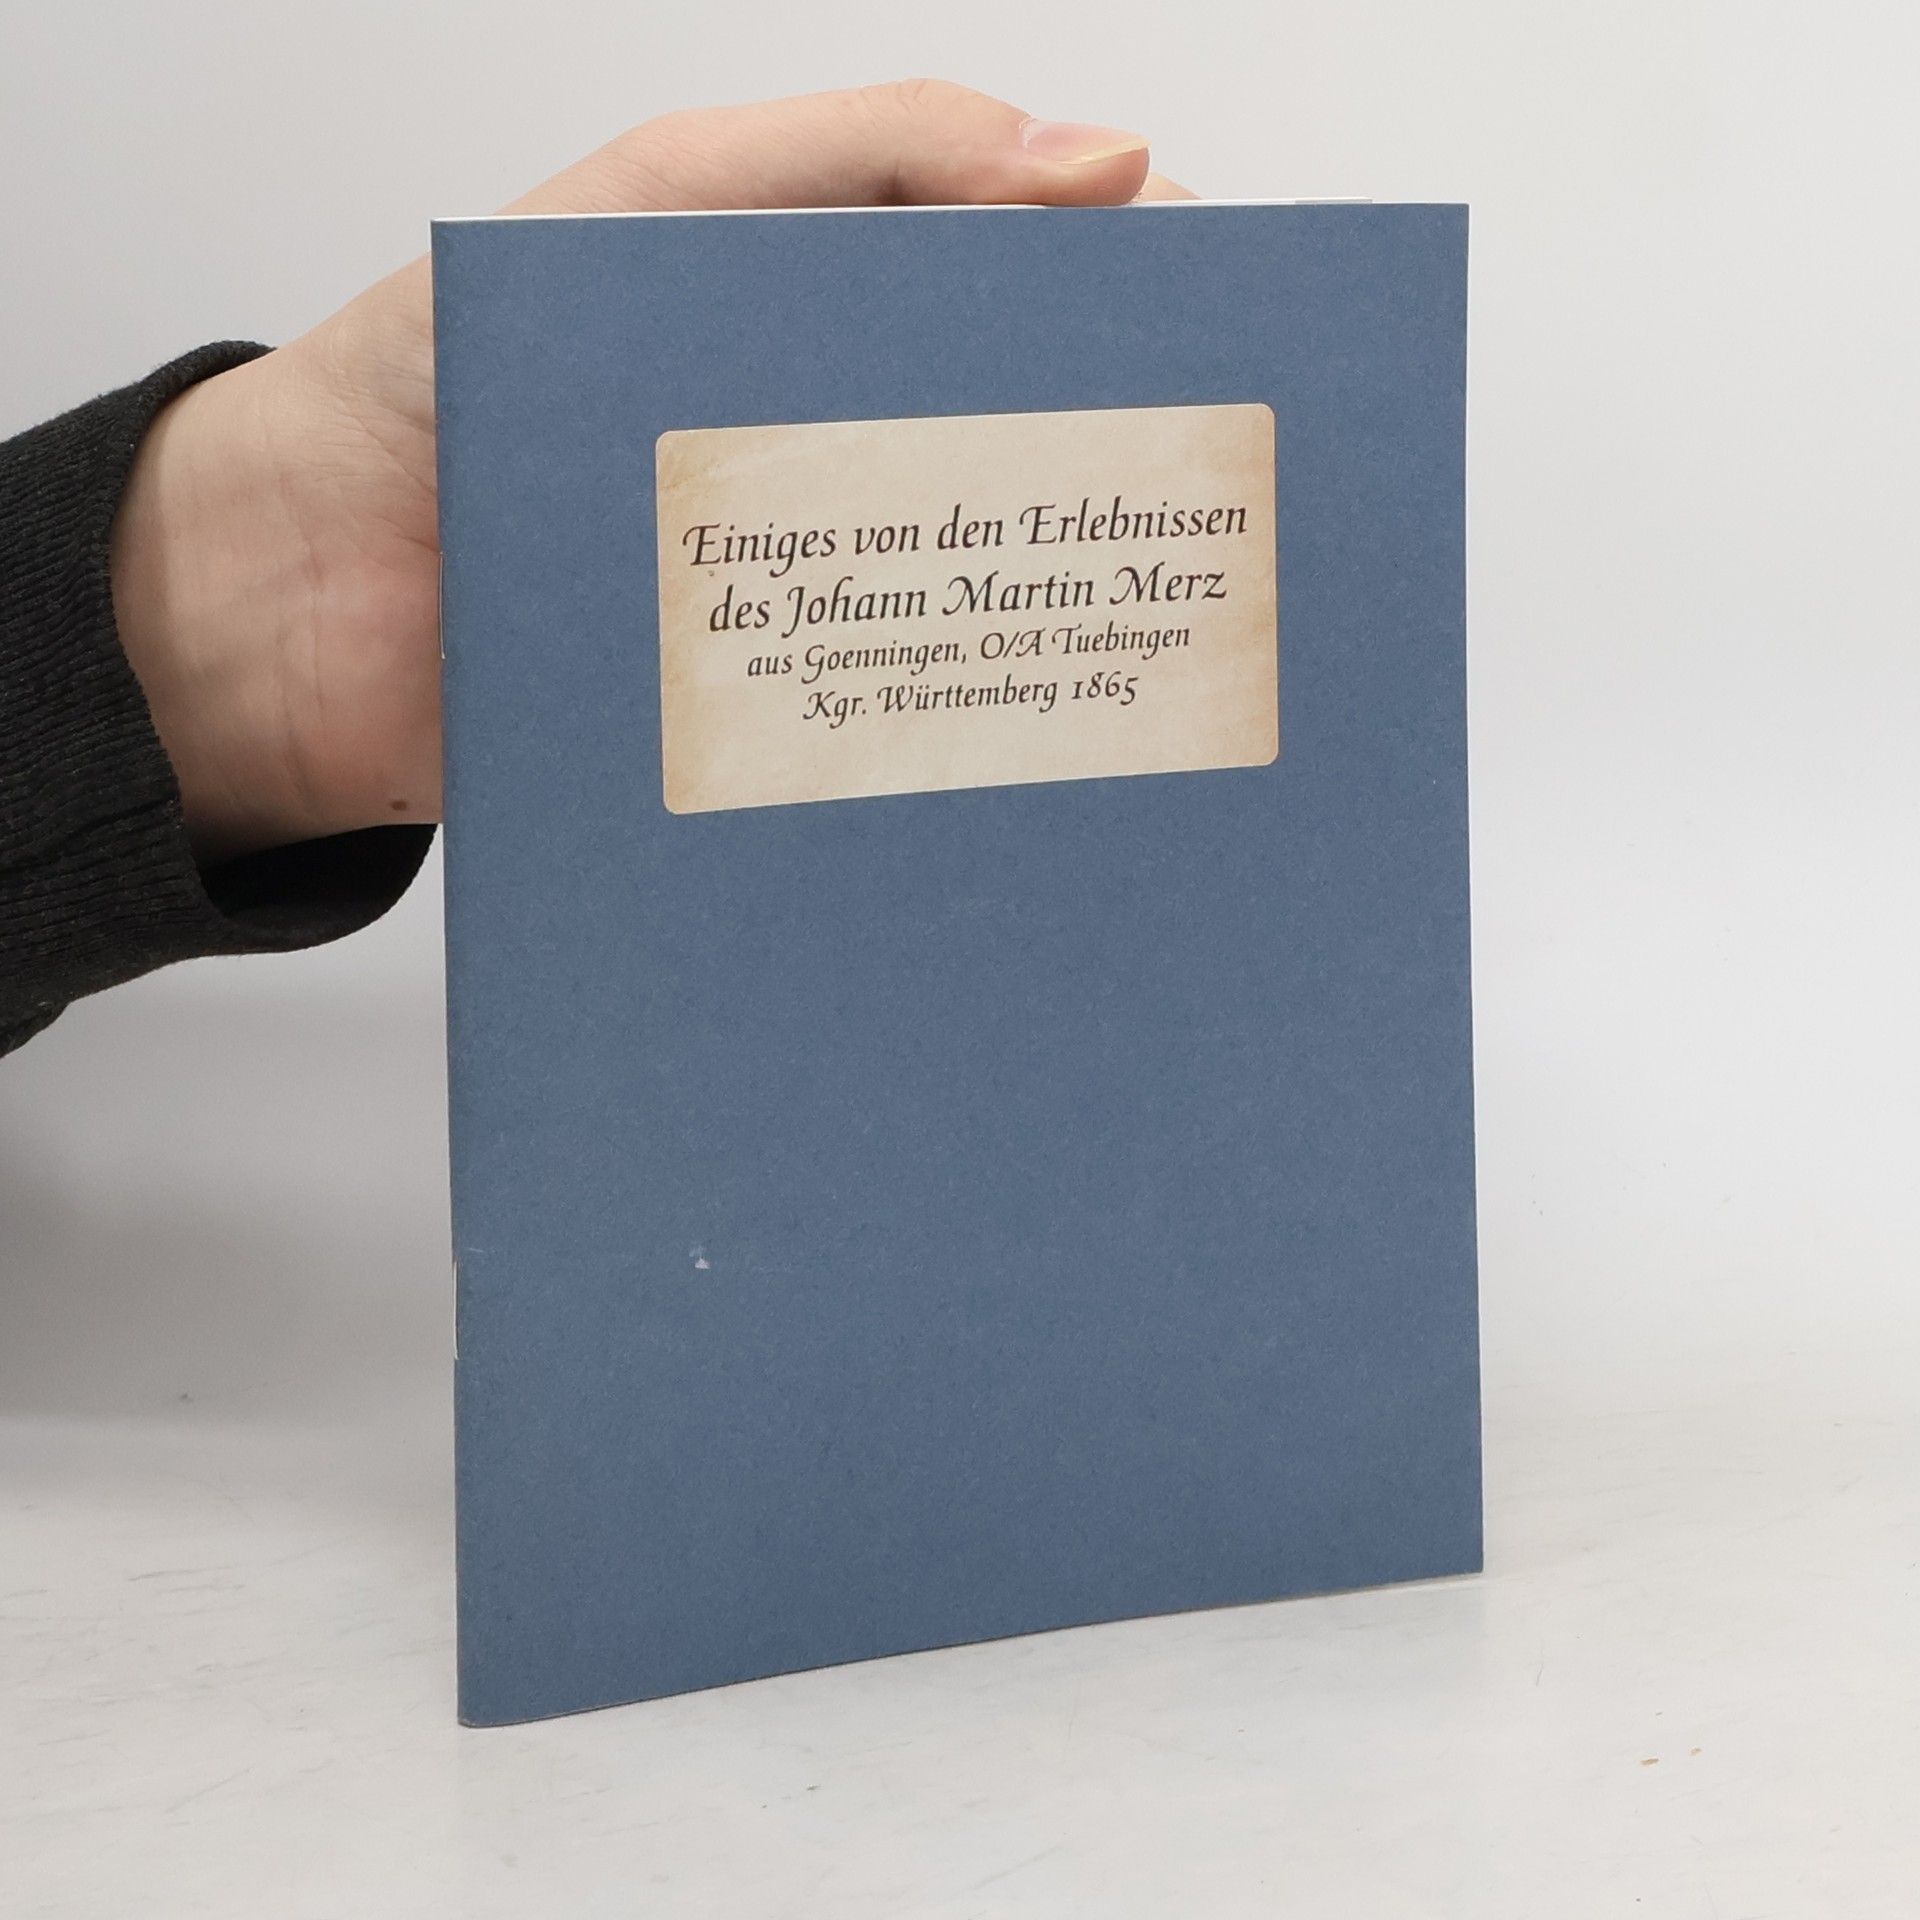 Einiges von den Erlebnissen
des Johann Martin Merz
aus Goenningen, O/A Tuebingen
Kgr. Württemberg 1865